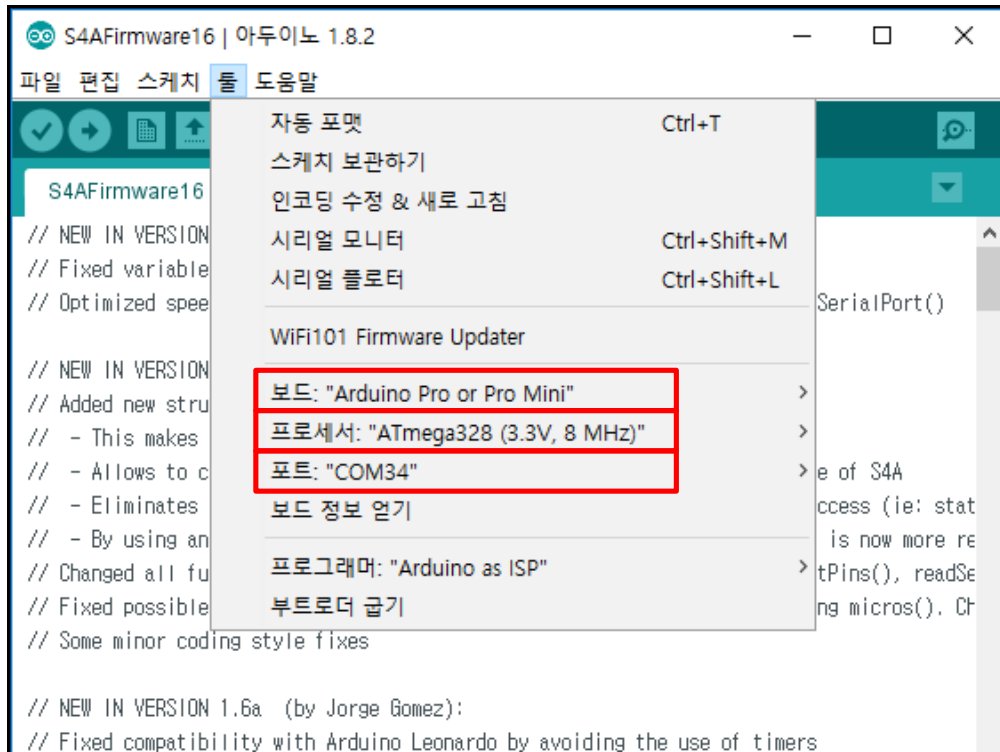 S4AFirmware16 | 아두이노 1.8.2
파일 편집 스케치 툴 도움말
자동 포맷 Ctrl+T
스케치 보관하기
S4AFirmware16
인코딩 수정 & 새로 고침
// NEW IN VERSION
시리얼 모니터 Ctrl+Shift+M
// Fixed variable
시리얼 플로터 Ctrl+Shift+L
// Optimized spee SerialPort()
WiFi101 Firmware Updater
// NEW IN VERSION
보드: "Arduino Pro or Pro Mini"
// Added new stru
프로세서: "ATmega328 (3.3V, 8 MHz)"
// - This makes
포트: "COM34"
// - Allows to c e of S4A
// - Eliminates ccess (ie: stat
보드 정보 얻기
// - By using an is now more re
프로그래머: "Arduino as ISP"
// Changed all fu tPins(), readSe
부트로더 굽기
// Fixed possible ng micros(). Ch
// Some minor coding style fixes
// NEW IN VERSION 1.6a (by Jorge Gomez):
// Fixed compatibility with Arduino Leonardo by avoiding the use of timers